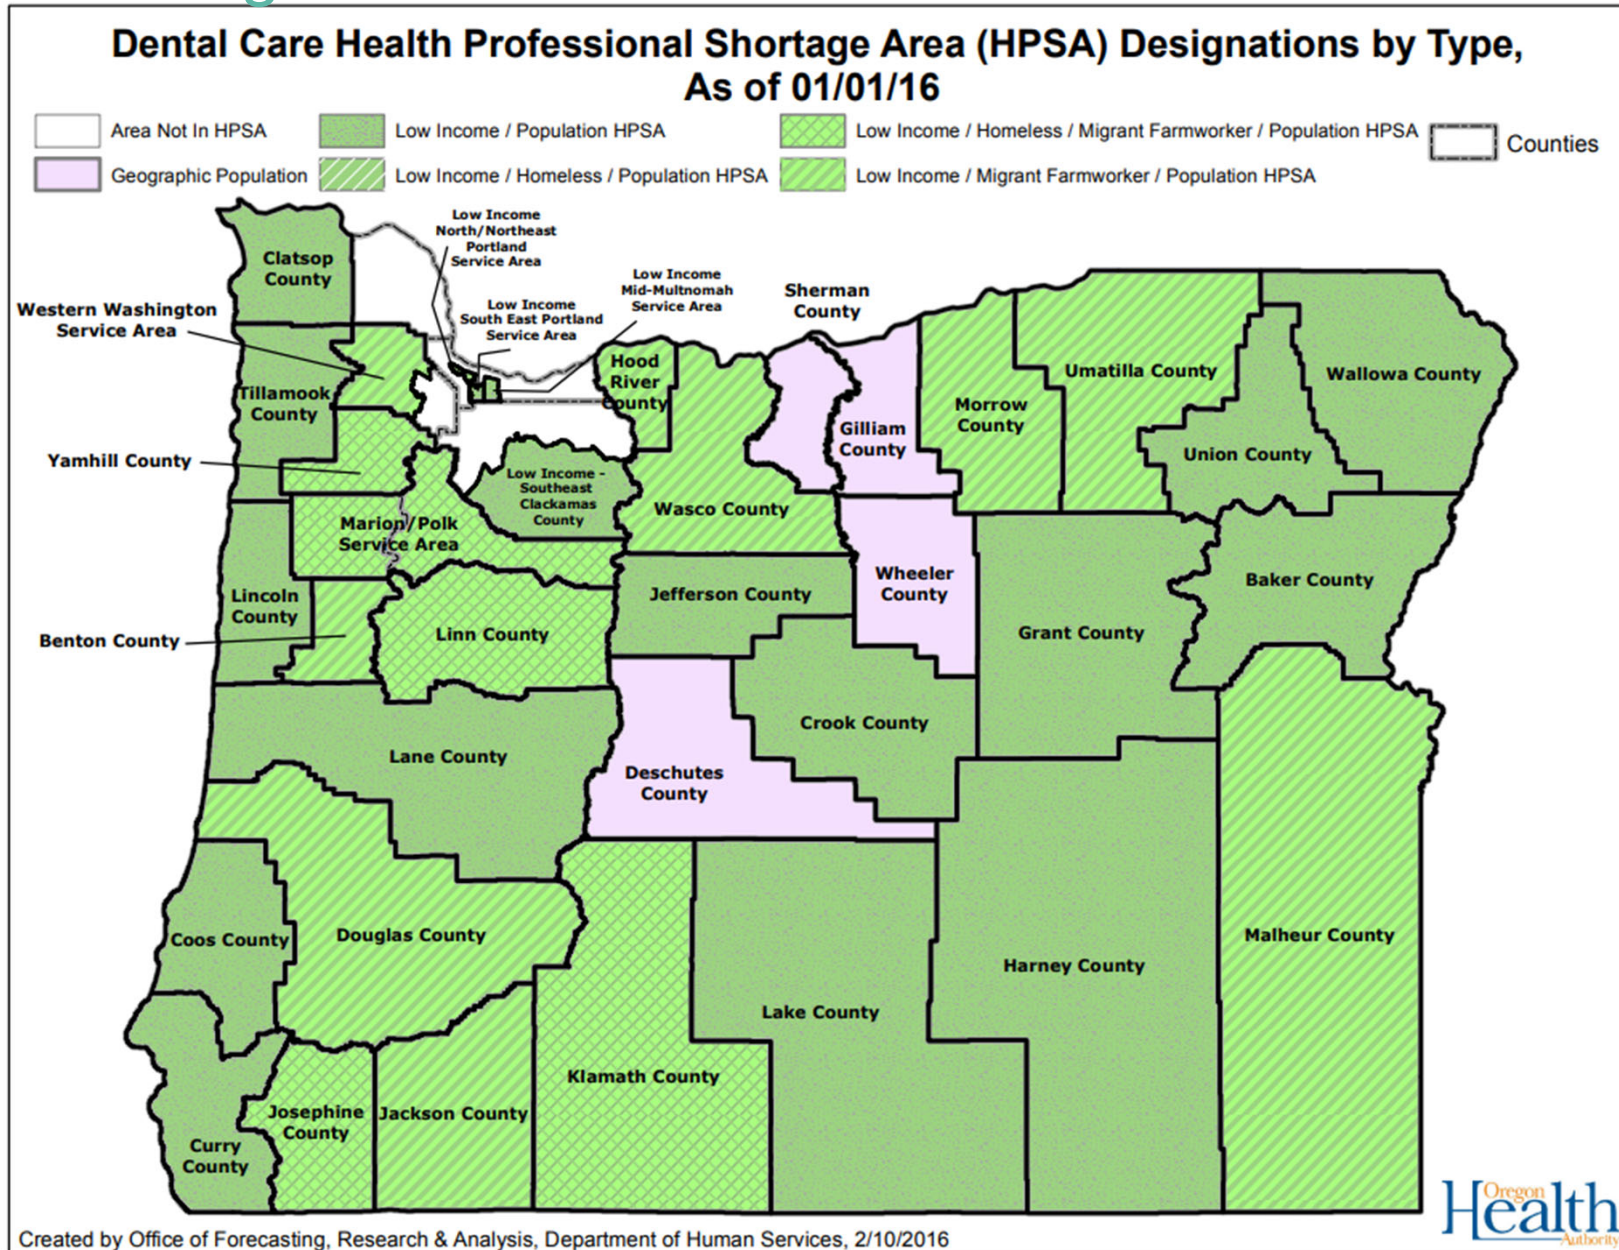 Dental Care Health Professional Shortage Area (HPSA) Designations by Type,
As of 01/01/16
Area Not In HPSA
Low Income / Population HPSA
Low Income / Homeless / Migrant Farmworker / Population HPSA
Counties
Geographic Population
Low Income / Homeless / Population HPSA
Low Income / Migrant Farmworker / Population HPSA
Low Income
North/Northeast
Portland
Service Area
Clatsop
County
Low Income
Mid-Multnomah
Service Area
Sherman
County
Western Washington
Service Area
Low Income
South East Portland
Service Area
Hood
River
County
Tillamook
County
Umatilla County
Wallowa County
Morrow
County
Gilliam
County
Yamhill County
Union County
Low Income -
Southeast
Clackamas
County
Wasco County
Marion/Polk
Service Area
Wheeler
County
Baker County
Lincoln
County
Jefferson County
Benton County
Linn County
Grant County
Crook County
Lane County
Deschutes
County
Coos County
Douglas County
Malheur County
Harney County
Lake County
Klamath County
Josephine
County
Jackson County
Curry
County
Oregon
Health
Authority
Created by Office of Forecasting, Research & Analysis, Department of Human Services, 2/10/2016